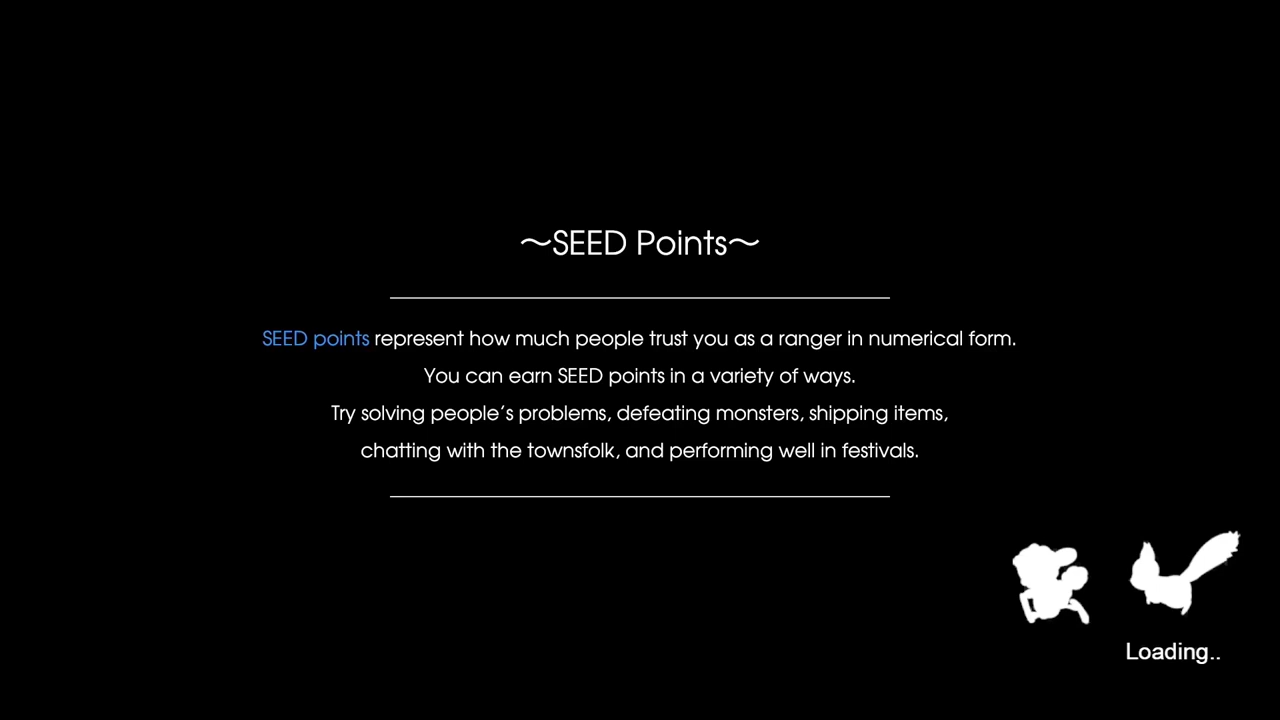 ～SEED Points～
SEED points represent how much people trust you as a ranger in numerical form.
You can earn SEED points in a variety of ways.
Try solving people’s problems, defeating monsters, shipping items,
chatting with the townsfolk, and performing well in festivals.
Loading..